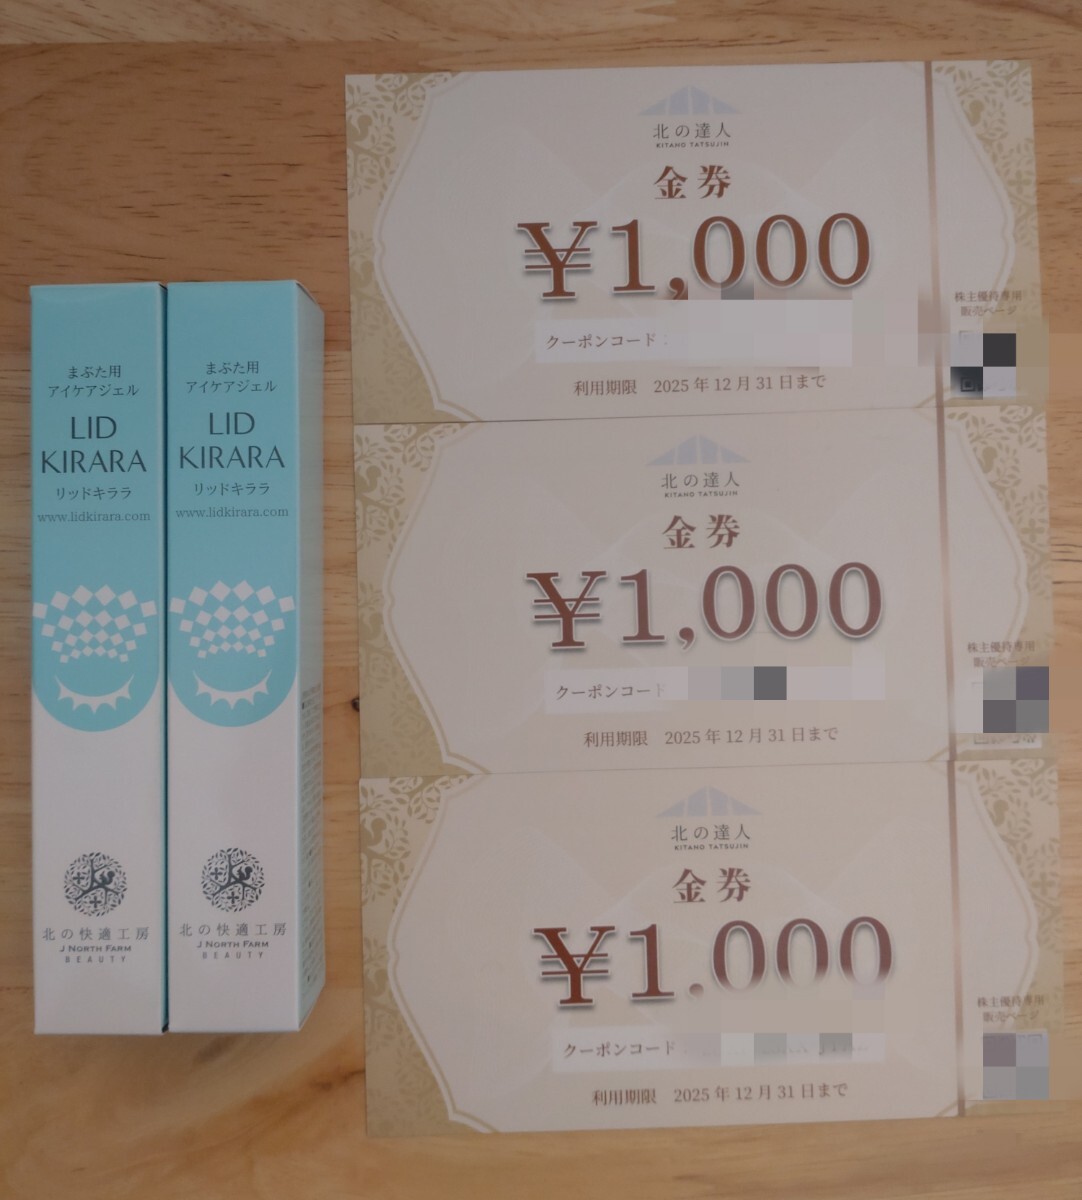 まぶた用
アイケアジェル
LID
KIRARA
リッドキララ
www.lidkirara.com
北の快適工房
J NORTH FARM
BEAUTY
まぶた用
アイケアジェル
LID
KIRARA
リッドキララ
www.lidkirara.com
北の快適工房
J NORTH FARM
BEAUTY
北の達人
KITANO TATSUJIN
金券
¥1,000
クーポンコード:
利用期限 2025年12月31日まで
株主優待専用
販売ページ
北の達人
KITANO TATSUJIN
金券
¥1,000
クーポンコード
利用期限 2025年12月31日まで
株主優待専用
販売ページ
北の達人
KITANO TATSUJIN
金券
¥1.000
クーポンコード
利用期限 2025年12月31日まで
株主優待専用
販売ページ